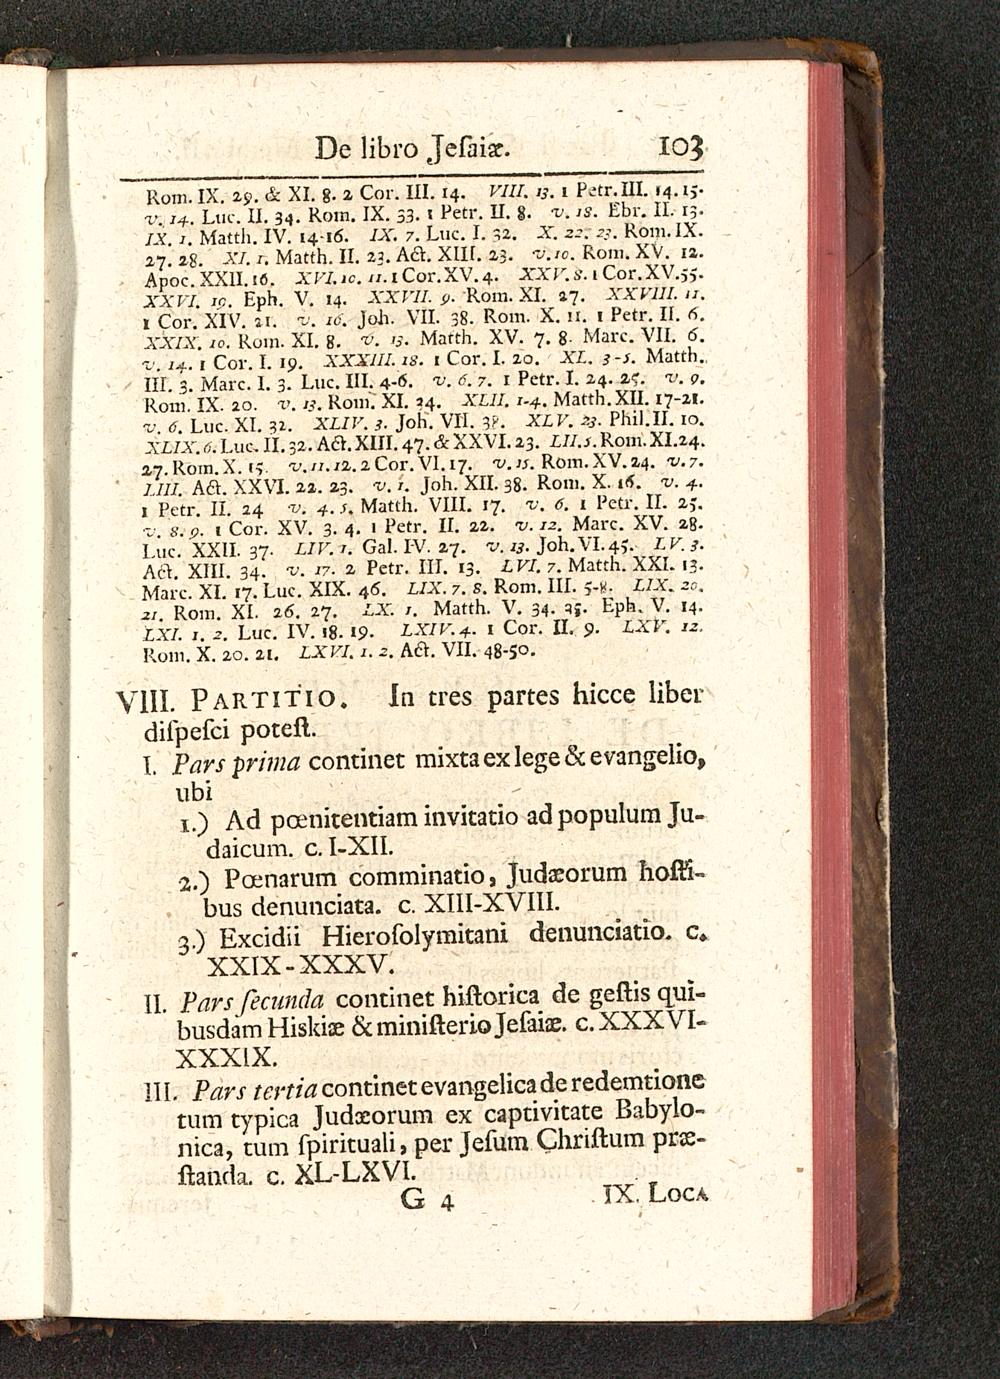 De libro Jeſaiæ. 103
Rom. IX. 29. & XI. 8. 2 Cor. III. 14. VIII. 13. 1 Petr. III. 14. 15.
v. 14. Luc. II. 34. Rom. IX. 33. 1 Petr. II. 8. v. 18. Ebr. II. 13.
IX. 1. Matth. IV. 14-16. IX. 7. Luc. I. 32. X. 22. 23. Rom. IX.
27. 28. XI. 1. Matth. II. 23. Act. XIII. 23. v. 10. Rom. XV. 12.
Apoc. XXII. 16. XVI. 10. 11. 1 Cor. XV. 4. XXV. 8. 1 Cor. XV. 55.
XXVI. 19. Eph. V. 14. XXVII. 9. Rom. XI. 27. XXVIII. 11.
1 Cor. XIV. 21. v. 16. Joh. VII. 38. Rom. X. 11. 1 Petr. II. 6.
XXIX. 10. Rom. XI. 8. v. 13. Matth. XV. 7. 8. Marc. VII. 6.
v. 14. 1 Cor. I. 19. XXXIII. 18. 1 Cor. I. 20. XL. 3-5. Matth.
III. 3. Marc. I. 3. Luc. III. 4-6. v. 6. 7. 1 Petr. I. 24. 25. v. 9.
Rom. IX. 20. v. 13. Rom. XI. 34. XLII. 1-4. Matth. XII. 17-21.
v. 6. Luc. XI. 32. XLIV. 3. Joh. VII. 38. XLV. 23. Phil. II. 10.
XLIX. 6. Luc. II. 32. Act. XIII. 47. & XXVI. 23. LII. 5. Rom. XI. 24.
27. Rom. X. 15. v. 11. 12. 2 Cor. VI. 17. v. 15. Rom. XV. 24. v. 7.
LIII. Act. XXVI. 22. 23. v. 1. Joh. XII. 38. Rom. X. 16. v. 4.
1 Petr. II. 24 v. 4. 5. Matth. VIII. 17. v. 6. 1 Petr. II. 25.
v. 8. 9. 1 Cor. XV. 3. 4. 1 Petr. II. 22. v. 12. Marc. XV. 28.
Luc. XXII. 37. LIV. 1. Gal. IV. 27. v. 13. Joh. VI. 45. LV. 3.
Act. XIII. 34. v. 17. 2 Petr. III. 13. LVI. 7. Matth. XXI. 13.
Marc. XI. 17. Luc. XIX. 46. LIX. 7. 8. Rom. III. 5-8. LIX. 20.
21. Rom. XI. 26. 27. LX. 1. Matth. V. 34. 35. Eph. V. 14.
LXI. 1. 2. Luc. IV. 18. 19. LXIV. 4. 1 Cor. II. 9. LXV. 12.
Rom. X. 20. 21. LXVI. 1. 2. Act. VII. 48-50.
VIII. PARTITIO. In tres partes hicce liber
diſpeſci poteſt.
I. Pars prima continet mixta ex lege & evangelio,
ubi
1.) Ad pœnitentiam invitatio ad populum Ju-
daicum. c. I-XII.
2.) Pœnarum comminatio, Judæorum hoſti-
bus denunciata. c. XIII-XVIII.
3.) Excidii Hieroſolymitani denunciatio. c.
XXIX-XXXV.
II. Pars ſecunda continet hiſtorica de geſtis qui-
busdam Hiskiæ & miniſterio Jeſaiæ. c. XXXVI-
XXXIX.
III. Pars tertia continet evangelica de redemtione
tum typica Judæorum ex captivitate Babylo-
nica, tum ſpirituali, per Jeſum Chriſtum præ-
ſtanda. c. XL-LXVI.
G 4 IX. LOCA